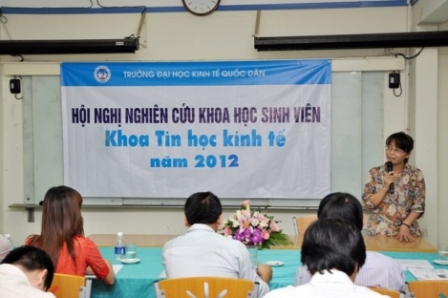 TRƯỜNG ĐẠI HỌC KINH TẾ QUỐC DÂN
HỘI NGHỊ NGHIÊN CỨU KHOA HỌC SINH VIÊN
Khoa Tin học kinh tế
năm 2012